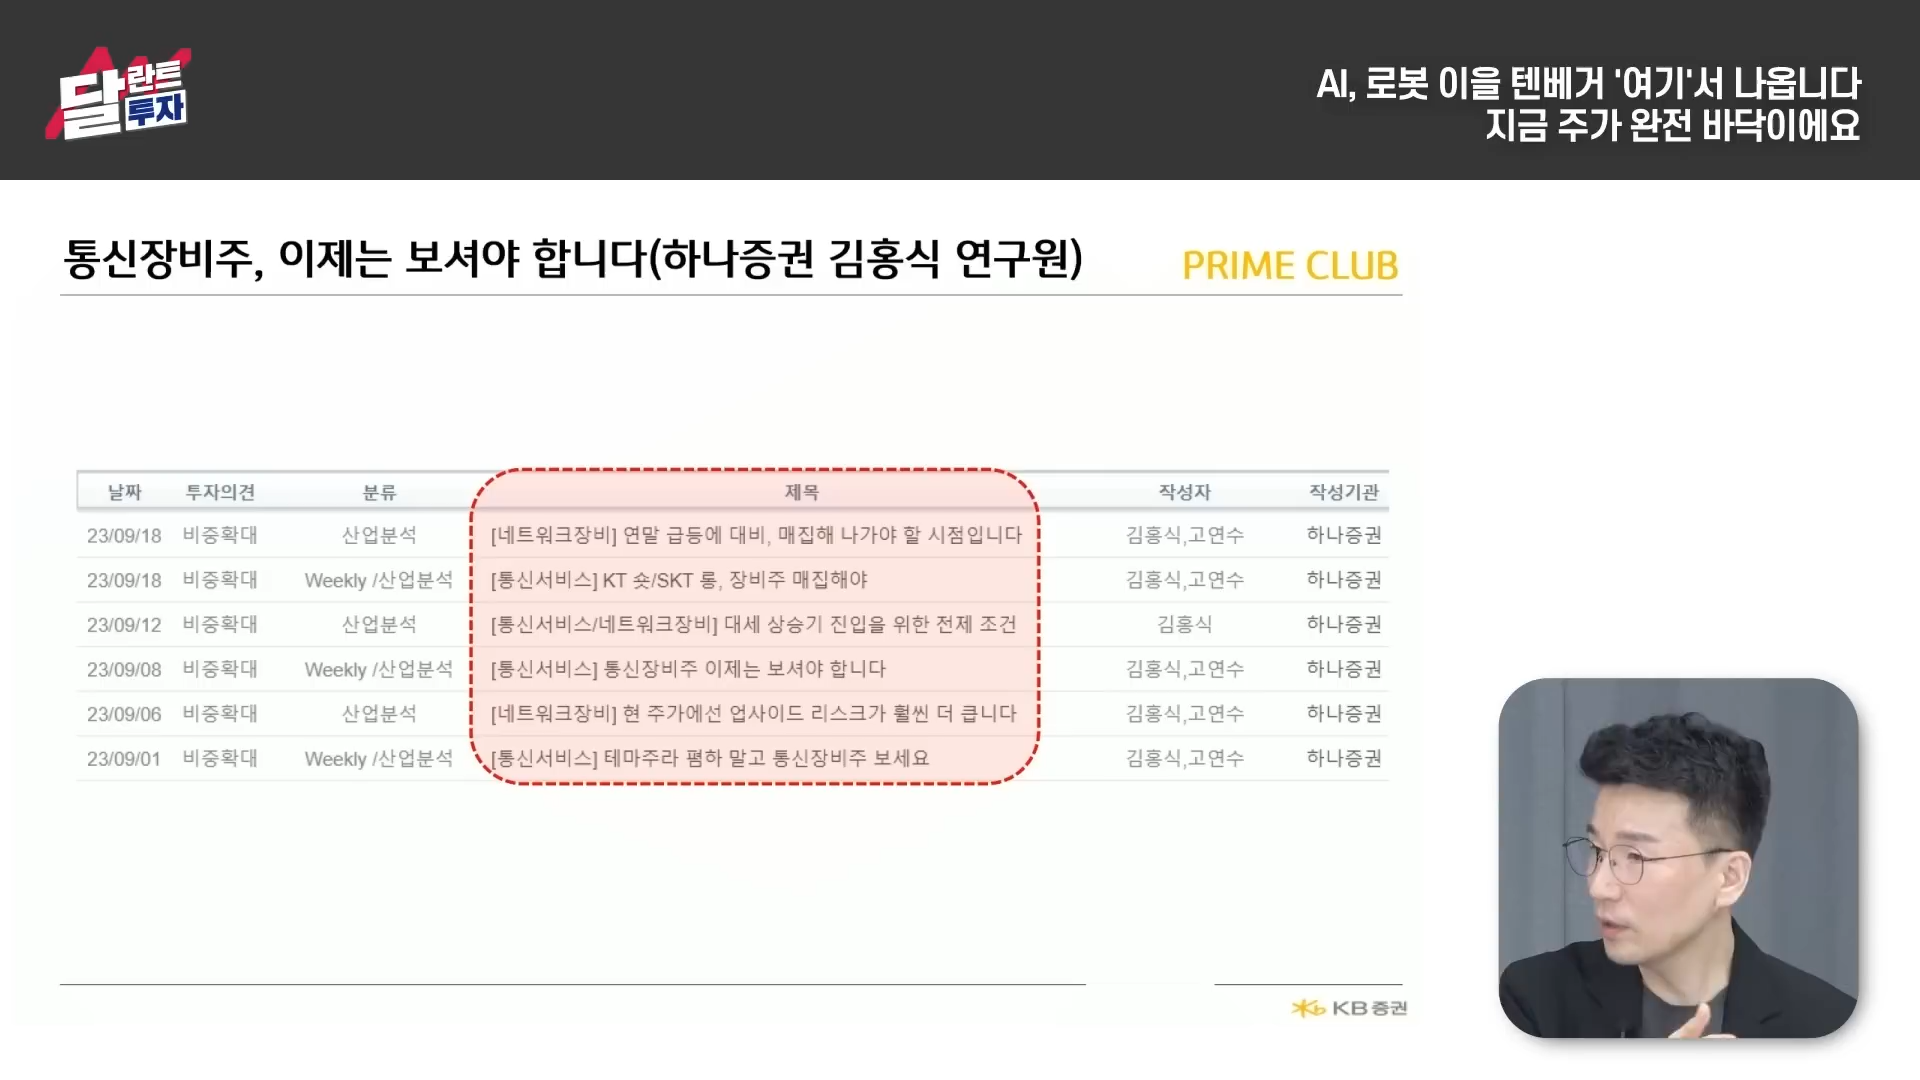 달란트
투자
AI, 로봇 이을 텐베거 '여기'서 나옵니다
지금 주가 완전 바닥이에요
통신장비주, 이제는 보셔야 합니다(하나증권 김홍식 연구원)
PRIME CLUB
날짜 투자의견 분류 제목 작성자 작성기관
23/09/18 비중확대 산업분석 [네트워크장비] 연말 급등에 대비, 매집해 나가야 할 시점입니다 김홍식,고연수 하나증권
23/09/18 비중확대 Weekly /산업분석 [통신서비스] KT 숏/SKT 롱, 장비주 매집해야 김홍식,고연수 하나증권
23/09/12 비중확대 산업분석 [통신서비스/네트워크장비] 대세 상승기 진입을 위한 전제 조건 김홍식 하나증권
23/09/08 비중확대 Weekly /산업분석 [통신서비스] 통신장비주 이제는 보셔야 합니다 김홍식,고연수 하나증권
23/09/06 비중확대 산업분석 [네트워크장비] 현 주가에선 업사이드 리스크가 훨씬 더 큽니다 김홍식,고연수 하나증권
23/09/01 비중확대 Weekly /산업분석 [통신서비스] 테마주라 폄하 말고 통신장비주 보세요 김홍식,고연수 하나증권
KB증권